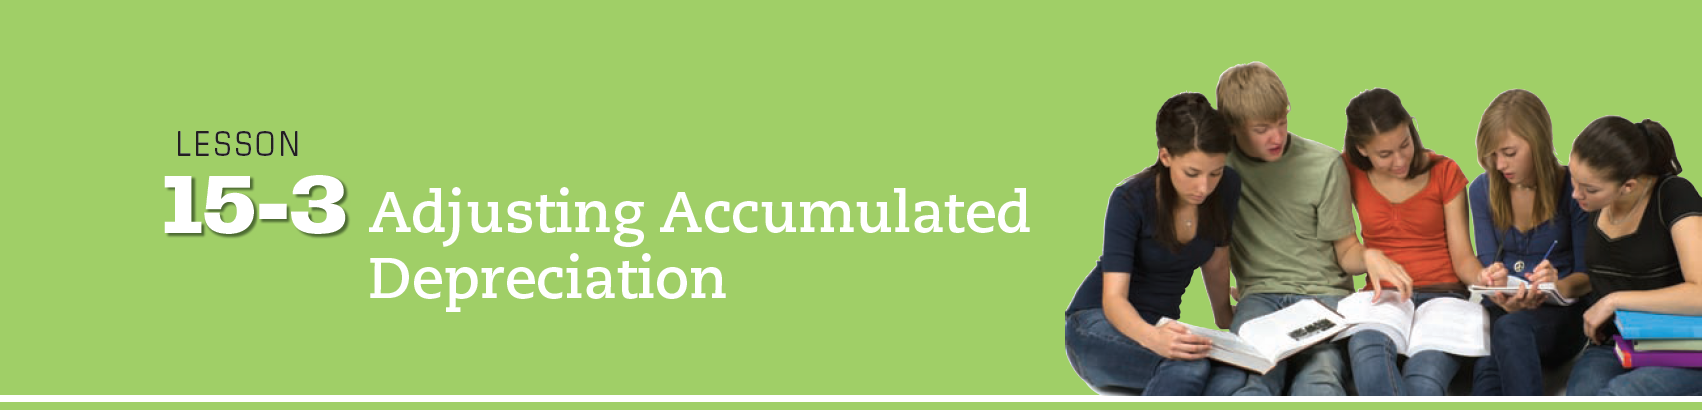 LESSON
15-3 Adjusting Accumulated
Depreciation